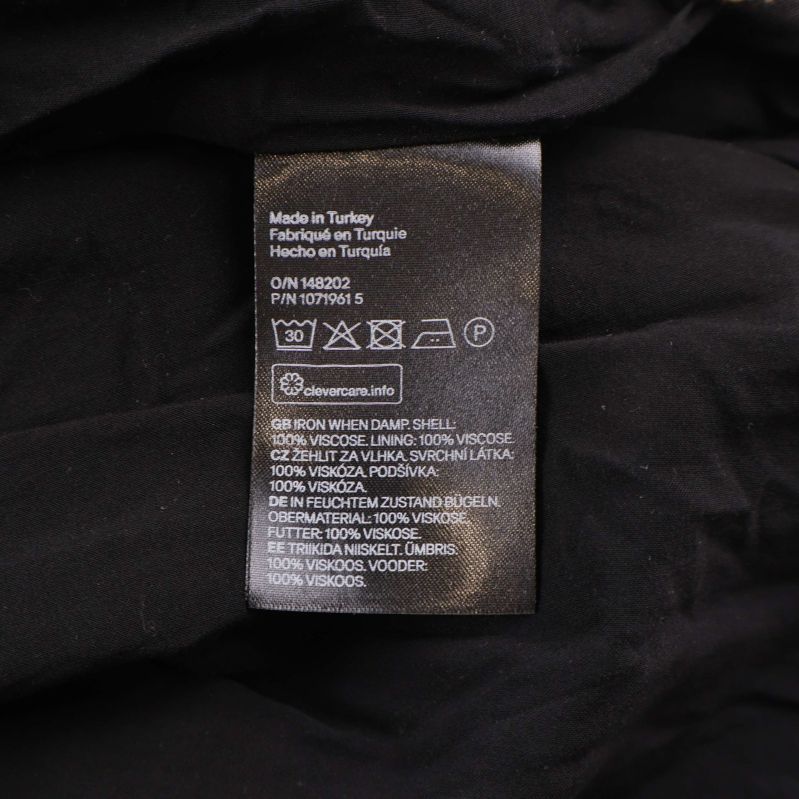 Made in Turkey
Fabriqué en Turquie
Hecho en Turquía
O/N 148202
P/N 1071961 5
30
P
clevercare.info
GB IRON WHEN DAMP. SHELL:
100% VISCOSE. LINING: 100% VISCOSE.
CZ ŽEHLIT ZA VLHKA. SVRCHNÍ LÁTKA:
100% VISKÓZA. PODŠÍVKA:
100% VISKÓZA.
DE IN FEUCHTEM ZUSTAND BÜGELN.
OBERMATERIAL: 100% VISKOSE.
FUTTER: 100% VISKOSE.
EE TRIIKIDA NIISKELT. ÜMBRIS:
100% VISKOOS. VOODER:
100% VISKOOS.